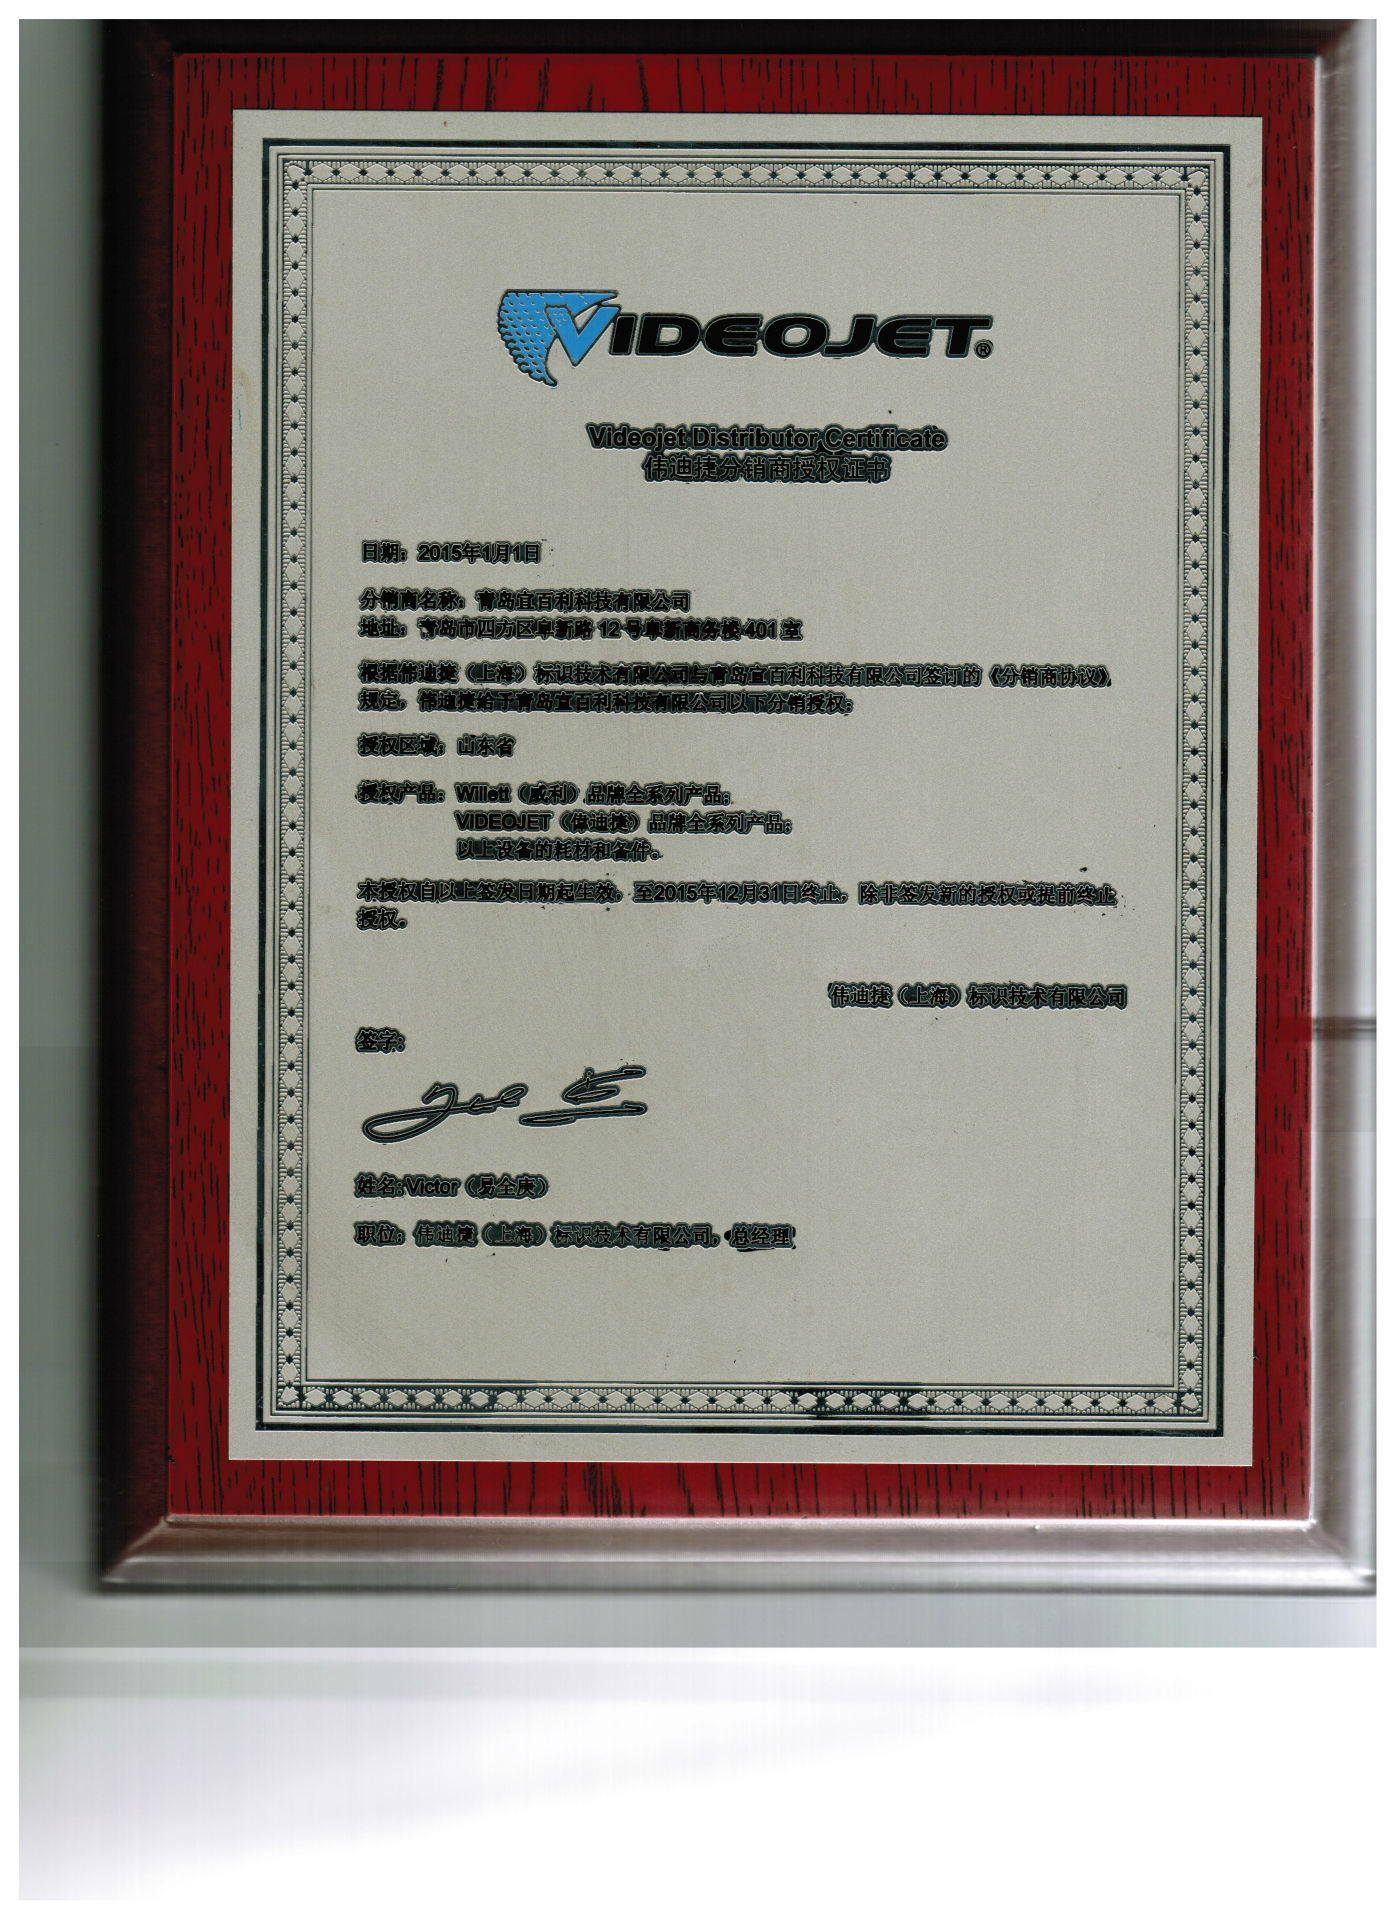 VIDEOJET®
Videojet Distributor Certificate
伟迪捷分销商授权证书
日期：2015年1月1日
分销商名称：青岛宜百利科技有限公司
地址：青岛市四方区阜新路 12 号阜新商务楼 401 室
根据伟迪捷（上海）标识技术有限公司与青岛宜百利科技有限公司签订的《分销商协议》
规定，伟迪捷给予青岛宜百利科技有限公司以下分销授权：
授权区域：山东省
授权产品：Willett（威利）品牌全系列产品；
VIDEOJET（偉迪捷）品牌全系列产品；
以上设备的耗材和备件。
本授权自以上签发日期起生效，至2015年12月31日终止，除非签发新的授权或提前终止
授权。
伟迪捷（上海）标识技术有限公司
签字：
姓名:Victor（易全庚）
职位：伟迪捷（上海）标识技术有限公司，总经理